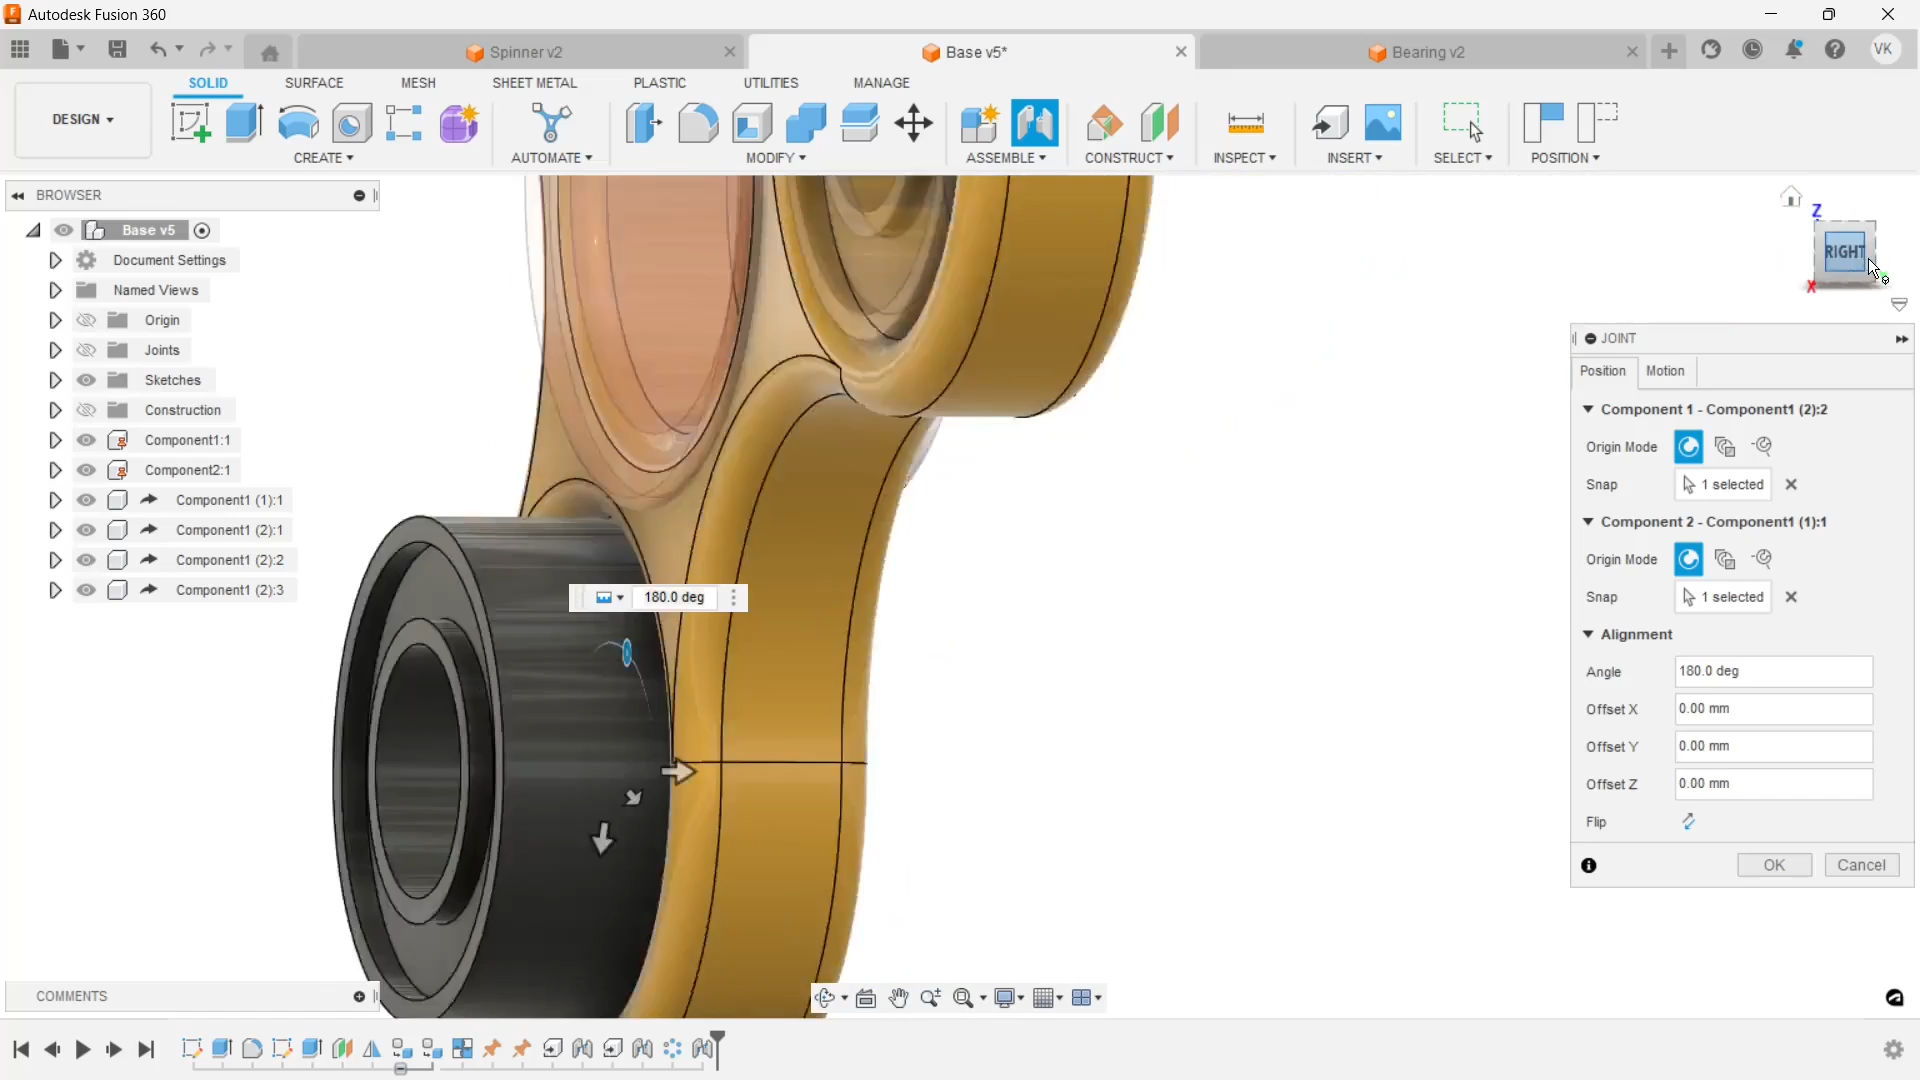 Autodesk Fusion 360
Spinner v2
Base v5*
Bearing v2
VK
DESIGN
SOLID
SURFACE
MESH
SHEET METAL
PLASTIC
UTILITIES
MANAGE
CREATE
AUTOMATE
MODIFY
ASSEMBLE
CONSTRUCT
INSPECT
INSERT
SELECT
POSITION
BROWSER
Base v5
Document Settings
Named Views
Origin
Joints
Sketches
Construction
Component1:1
Component2:1
Component1 (1):1
Component1 (2):1
Component1 (2):2
Component1 (2):3
180.0 deg
Z
RIGHT
X
JOINT
Position
Motion
Component 1 - Component1 (2):2
Origin Mode
Snap
1 selected
Component 2 - Component1 (1):1
Origin Mode
Snap
1 selected
Alignment
Angle
180.0 deg
Offset X
0.00 mm
Offset Y
0.00 mm
Offset Z
0.00 mm
Flip
OK
Cancel
COMMENTS